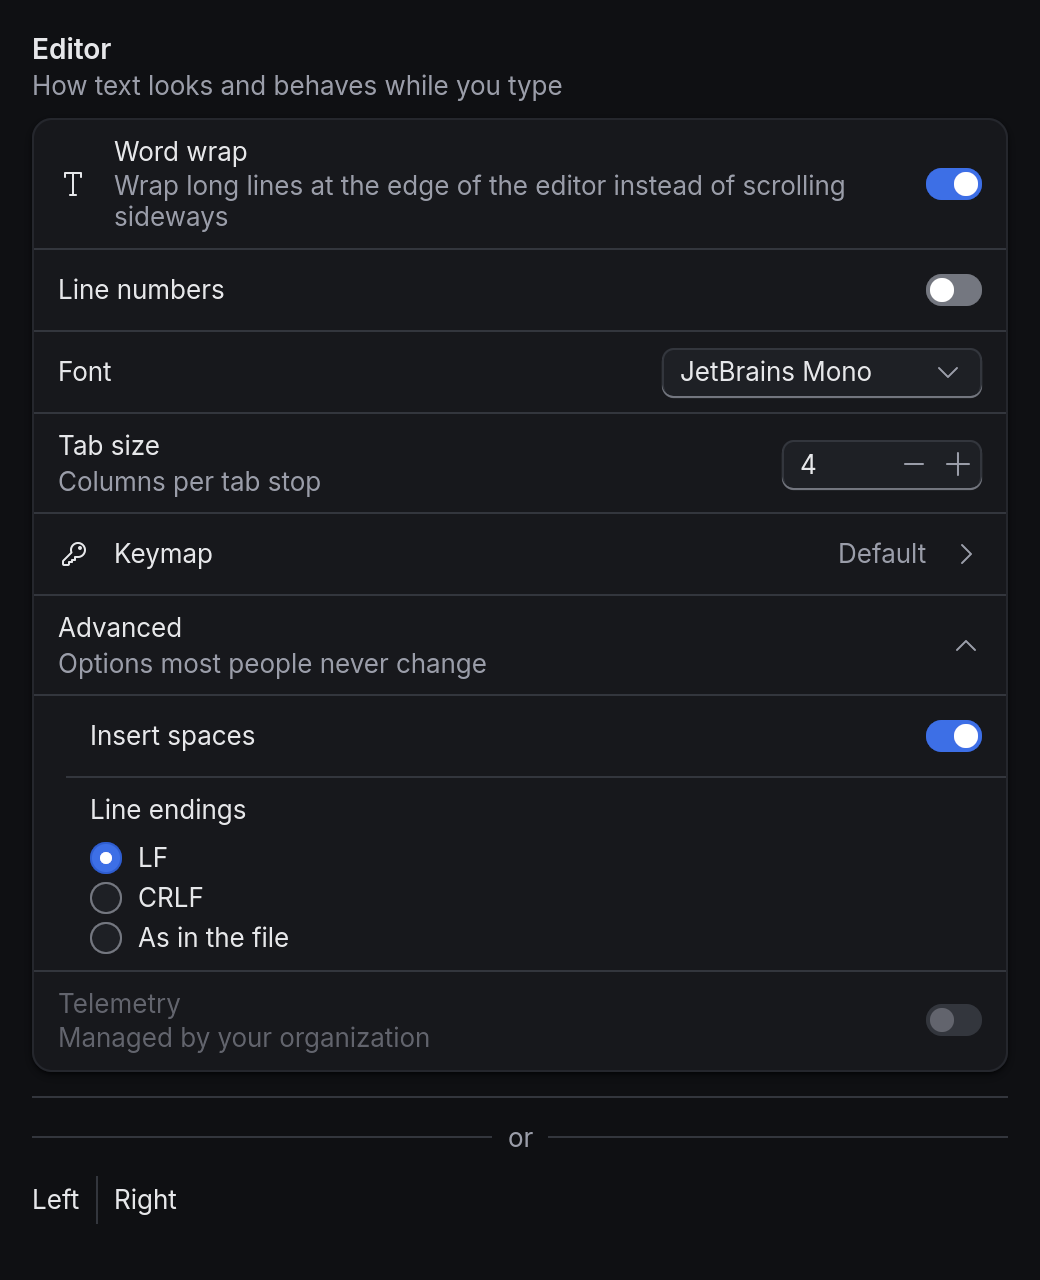 Editor
How text looks and behaves while you type
Word wrap
Wrap long lines at the edge of the editor instead of scrolling
sideways
Line numbers
Font
JetBrains Mono
Tab size
Columns per tab stop
4
Keymap
Default
Advanced
Options most people never change
Insert spaces
Line endings
LF
CRLF
As in the file
Telemetry
Managed by your organization
or
Left
Right